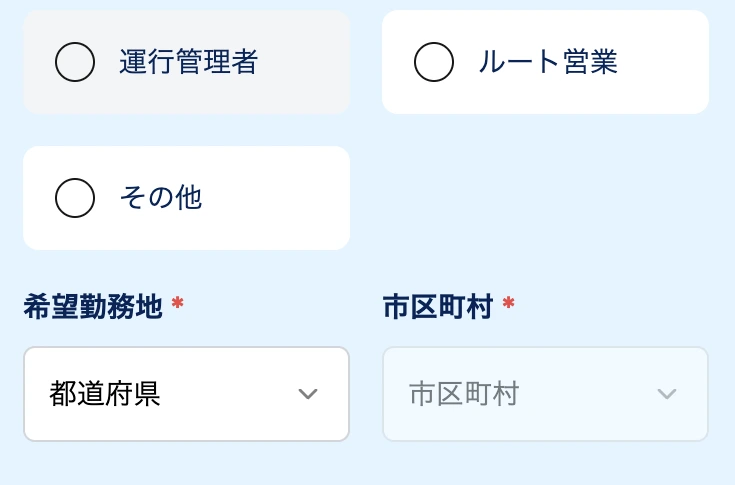 運行管理者
ルート営業
その他
希望勤務地 *
市区町村 *
都道府県
市区町村